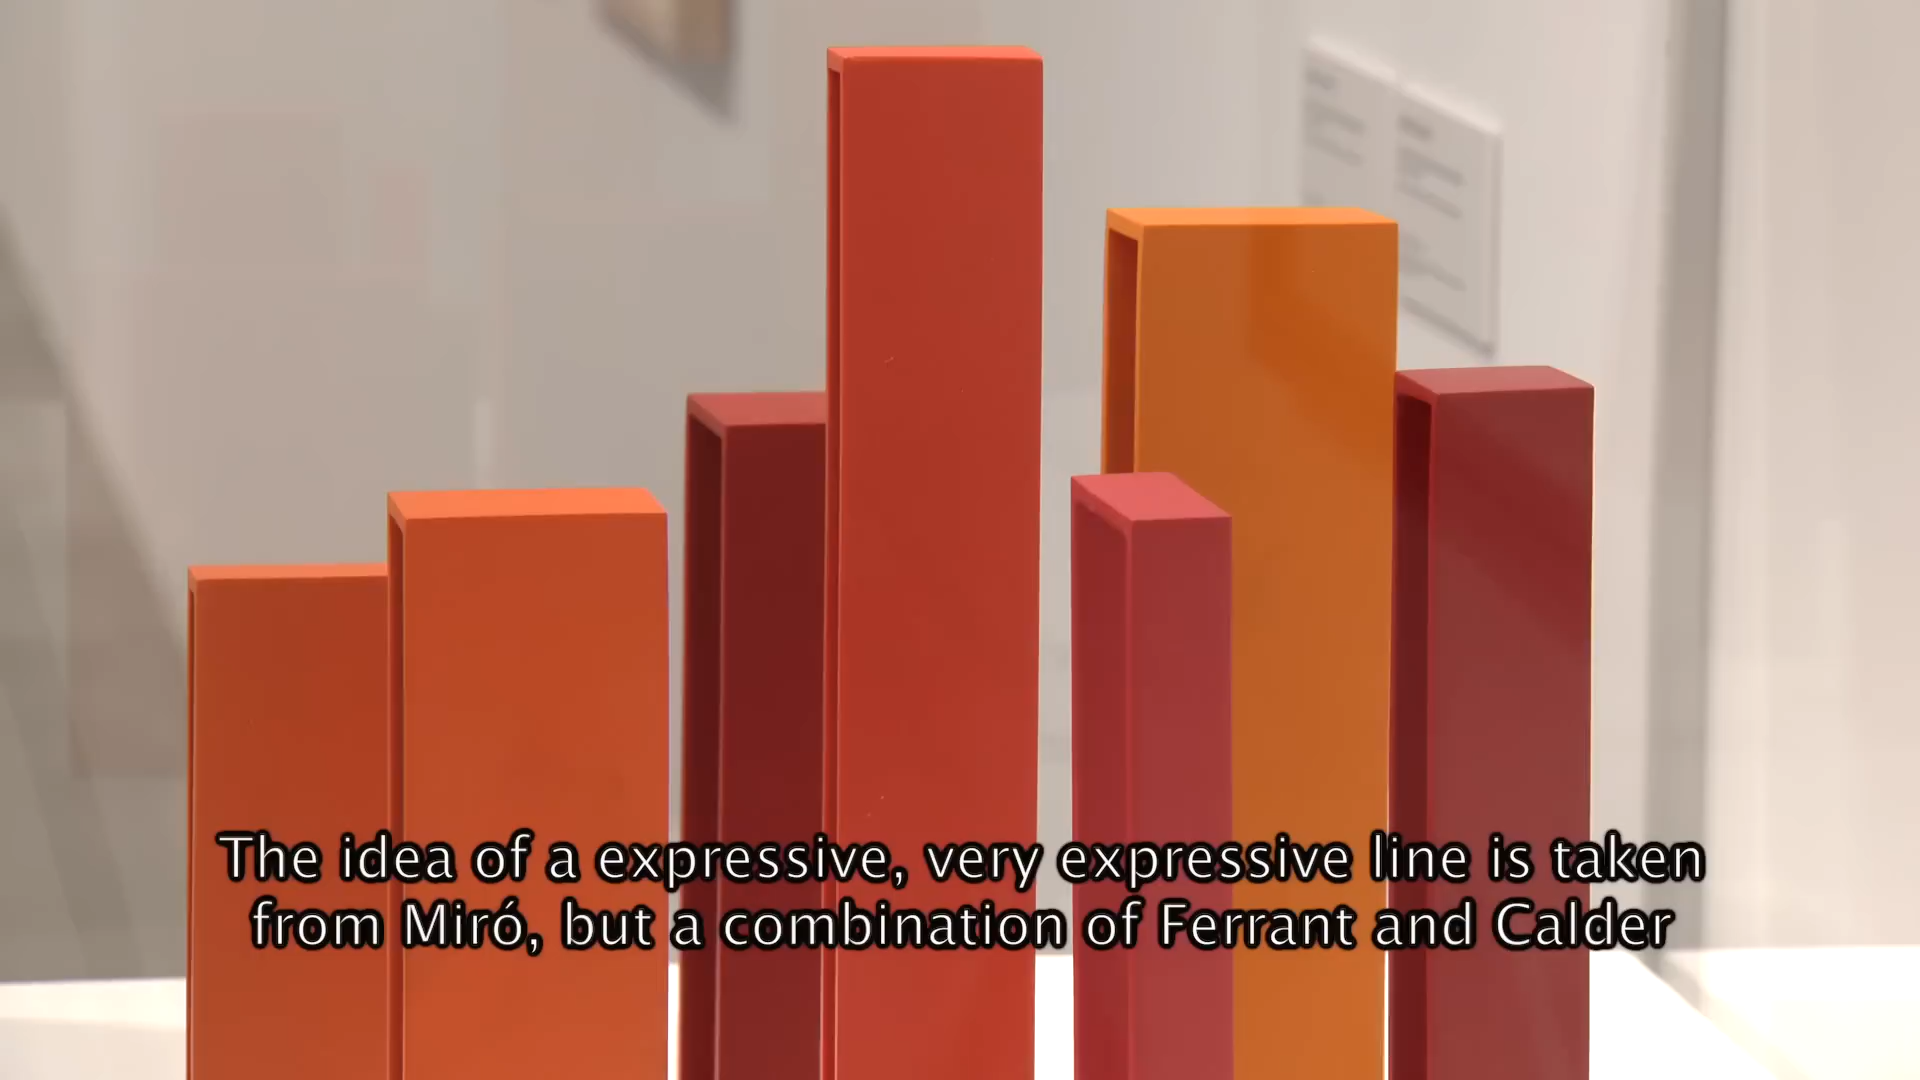 The idea of a expressive, very expressive line is taken
from Miró, but a combination of Ferrant and Calder